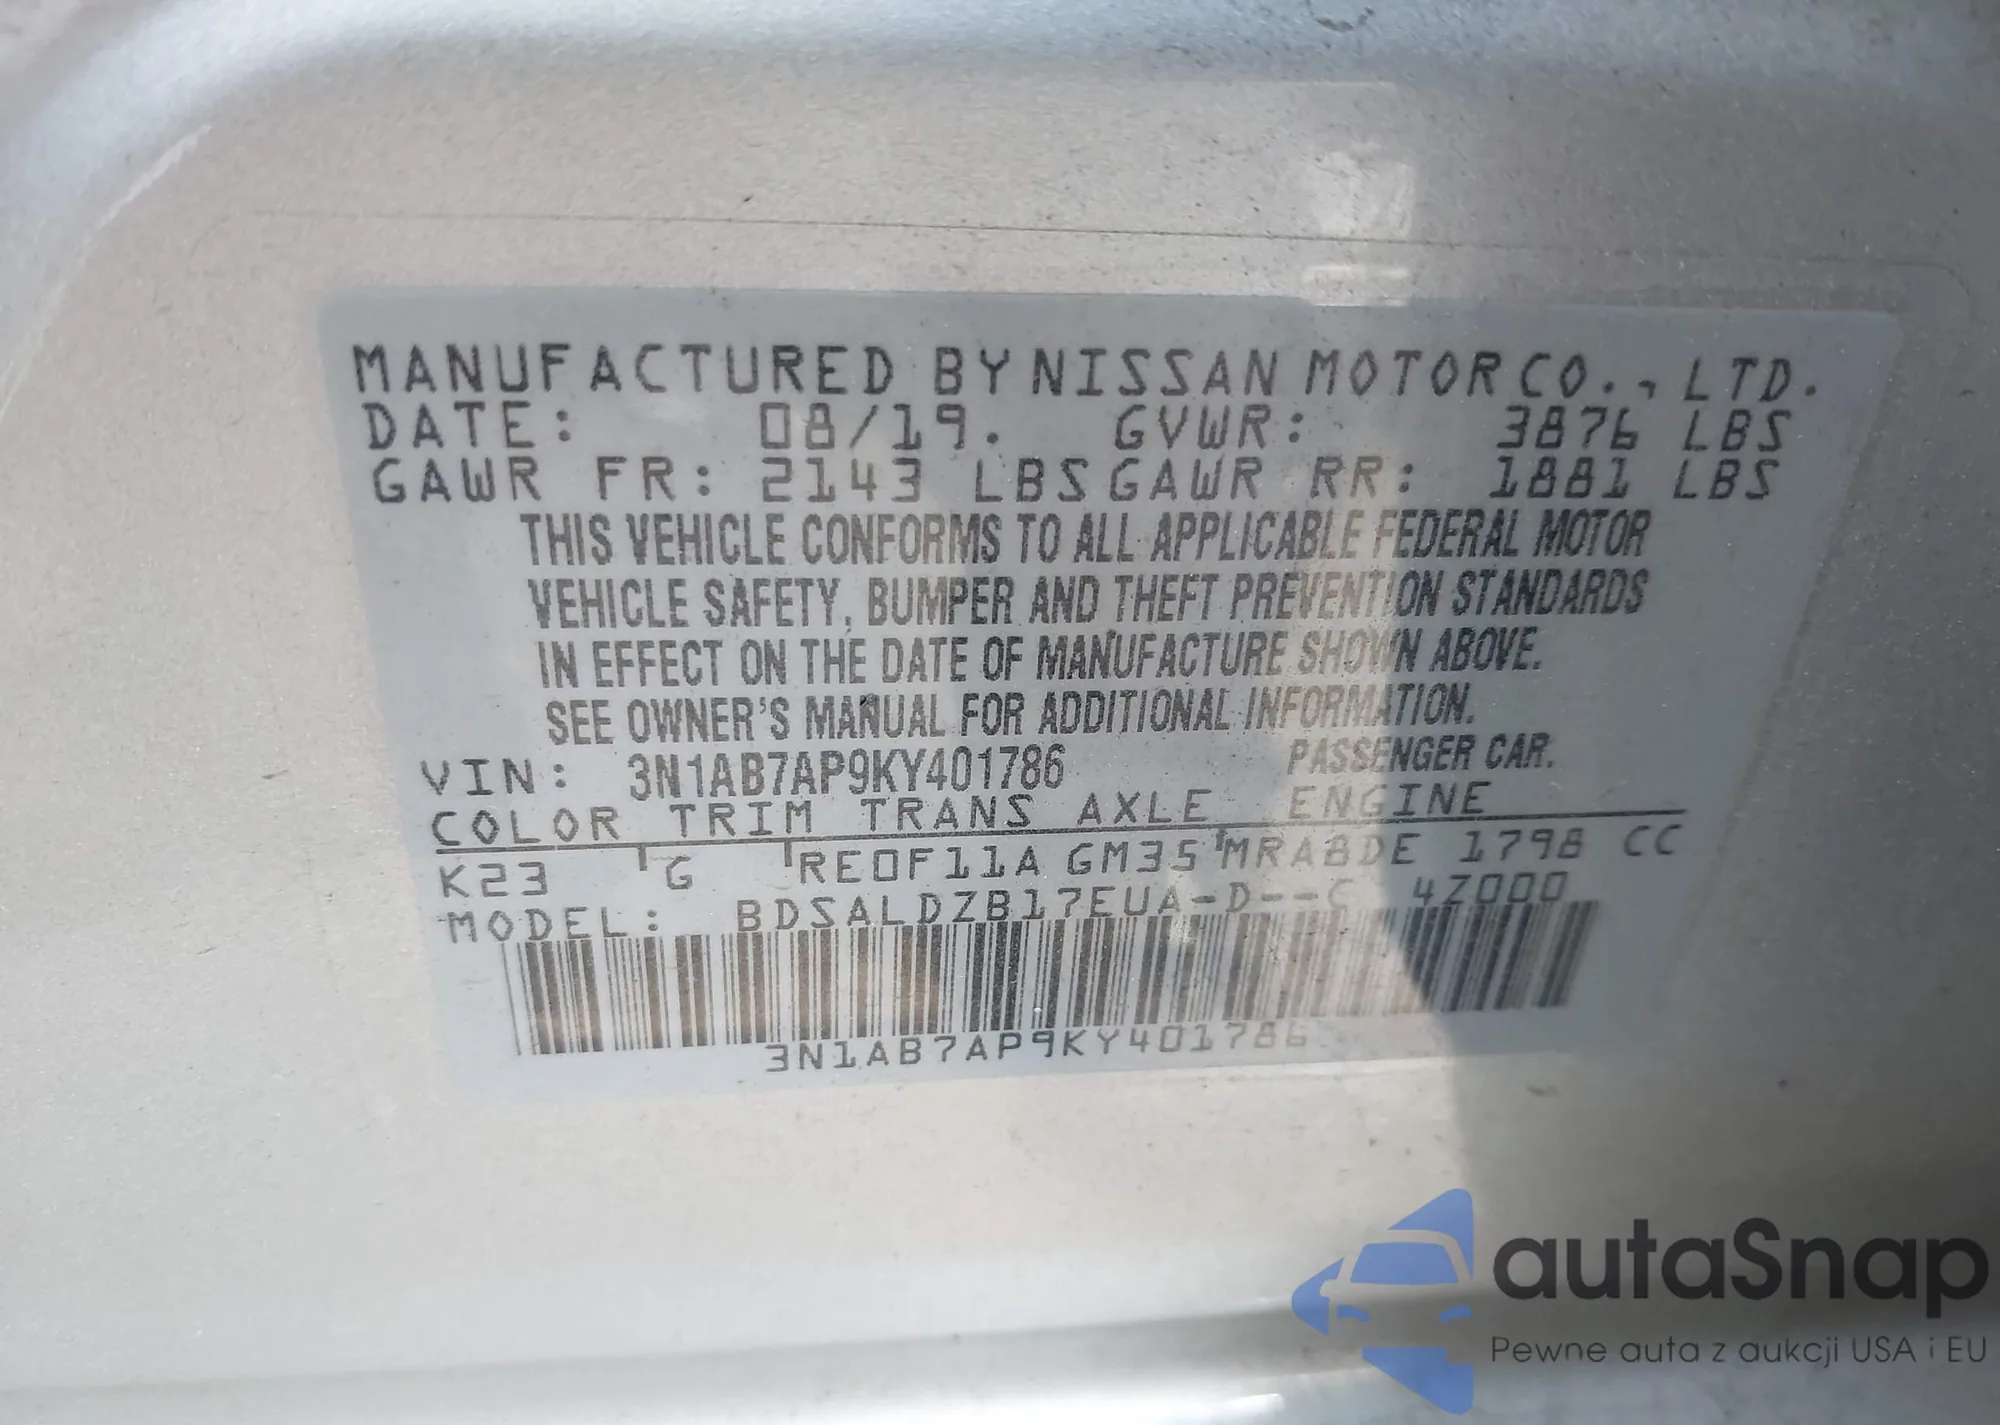 MANUFACTURED BY NISSAN MOTOR CO., LTD.
DATE: 08/19. GVWR: 3876 LBS
GAWR FR: 2143 LBS GAWR RR: 1881 LBS
THIS VEHICLE CONFORMS TO ALL APPLICABLE FEDERAL MOTOR
VEHICLE SAFETY, BUMPER AND THEFT PREVENTION STANDARDS
IN EFFECT ON THE DATE OF MANUFACTURE SHOWN ABOVE.
SEE OWNER'S MANUAL FOR ADDITIONAL INFORMATION.
VIN: 3N1AB7AP9KY401786 PASSENGER CAR.
COLOR TRIM TRANS AXLE ENGINE
K23 G RE0F11A GM35 MRA8DE 1798 CC
MODEL: BDSALDZB17EUA-D--C 4Z000
3N1AB7AP9KY401786
autaSnap
Pewne auta z aukcji USA i EU